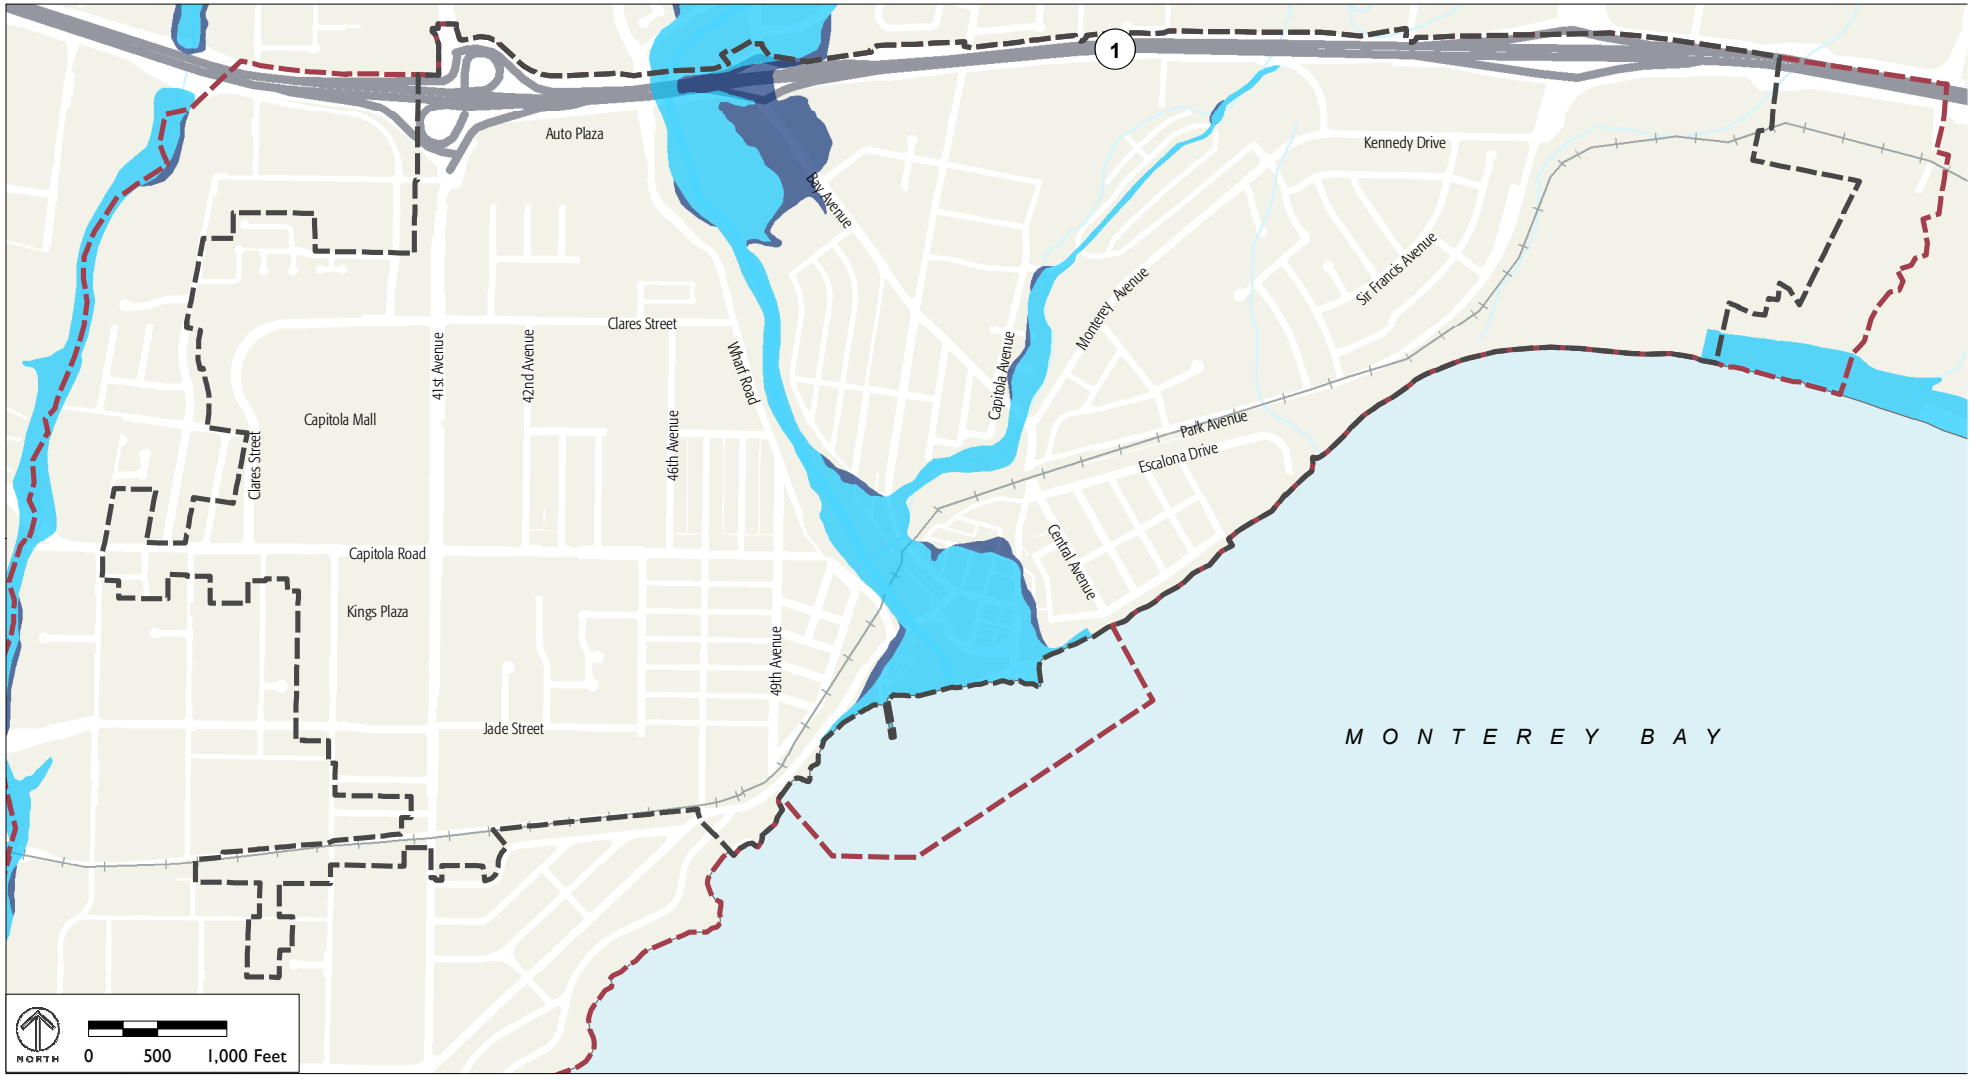 1
Auto Plaza
Kennedy Drive
Bay Avenue
Sir Francis Avenue
Monterey Avenue
Clares Street
41st Avenue
42nd Avenue
Wharf Road
Capitola Avenue
Capitola Mall
Park Avenue
Clares Street
46th Avenue
Escalona Drive
Capitola Road
Central Avenue
Kings Plaza
49th Avenue
Jade Street
MONTEREY BAY
NORTH
0 500 1,000 Feet